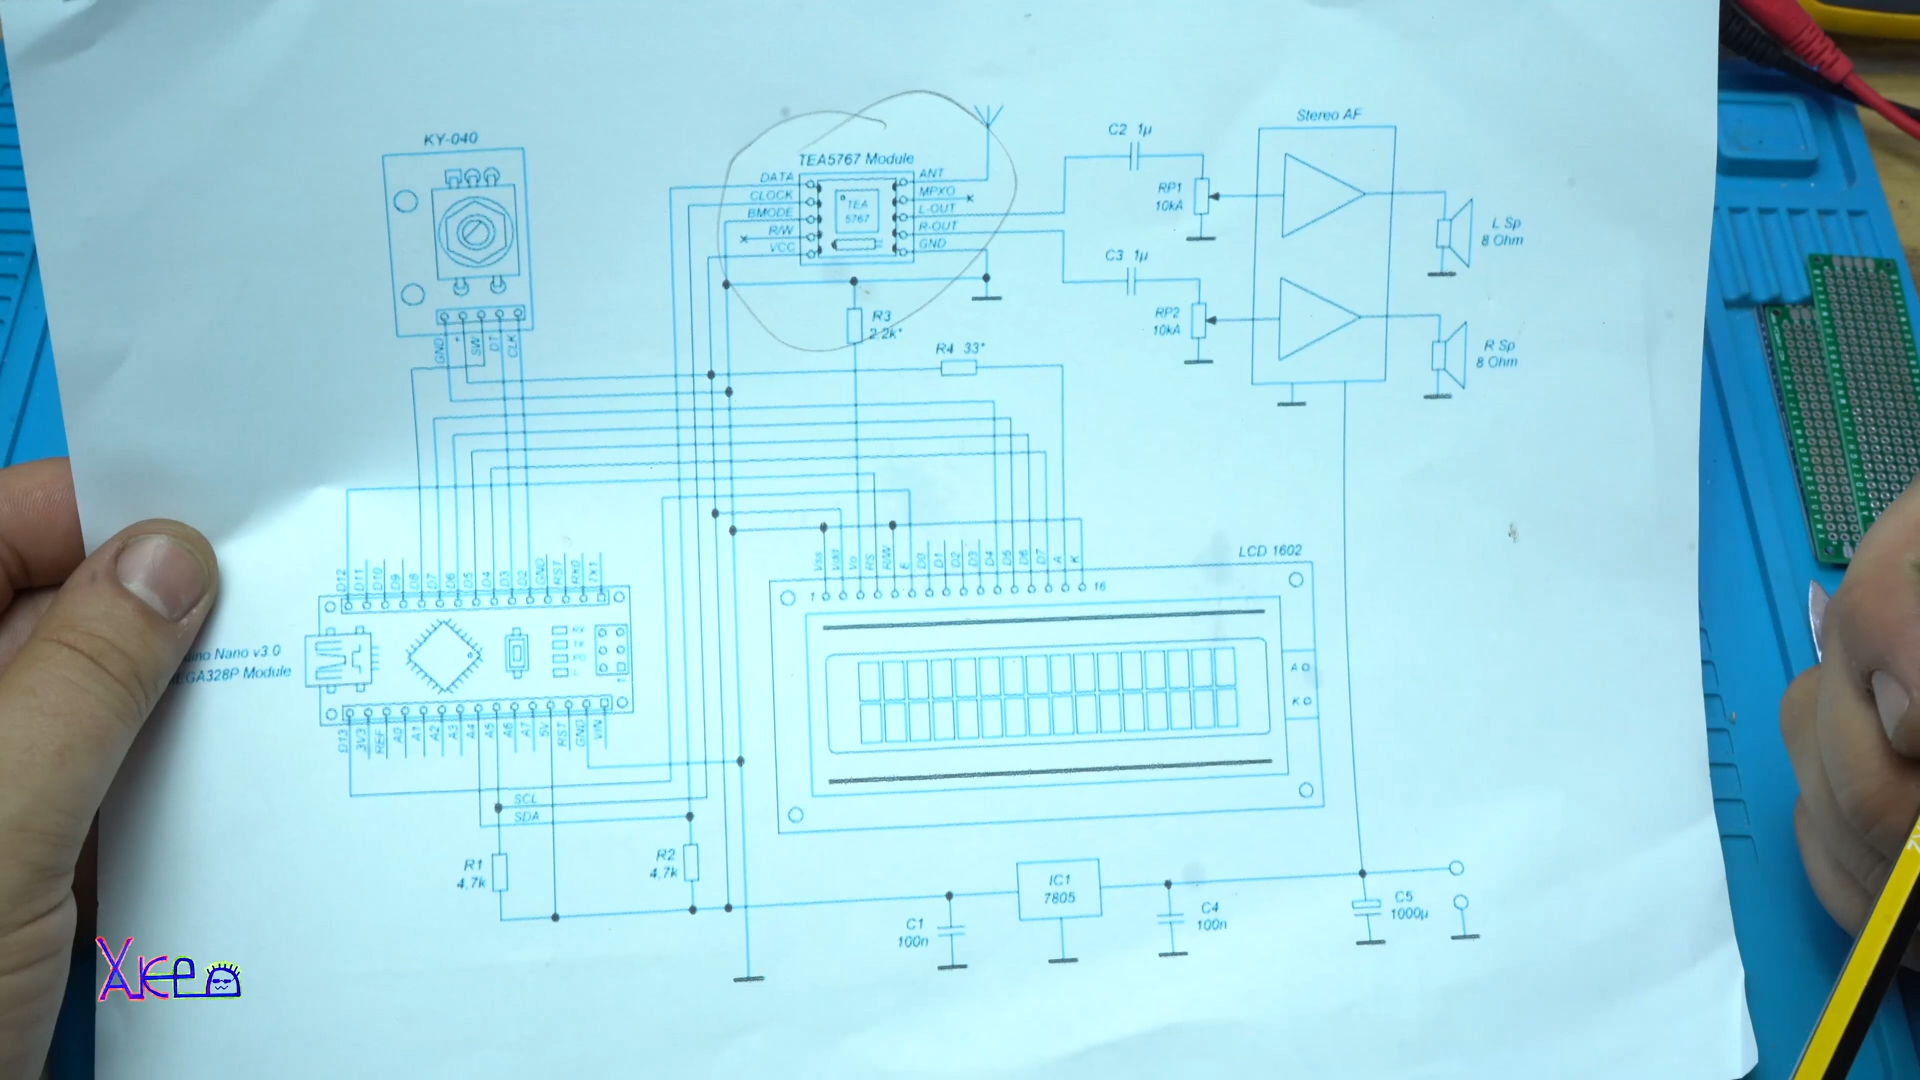 KY-040
GND
+
SW
DT
CLK
TEA5767 Module
DATA
CLOCK
BMODE
R/W
VCC
TEA
5767
ANT
MPXO
L-OUT
R-OUT
GND
R3
2,2k*
R4 33*
C2 1µ
C3 1µ
RP1
10kA
RP2
10kA
Stereo AF
L Sp
8 Ohm
R Sp
8 Ohm
D12
D11
D10
D9
D8
D7
D6
D5
D4
D3
D2
GND
RST
RX0
TX1
ino Nano v3.0
EGA328P Module
D13
3V3
REF
A0
A1
A2
A3
A4
A5
A6
A7
5V
RST
GND
VIN
SCL
SDA
R1
4,7k
R2
4,7k
LCD 1602
Vss
Vdd
Vo
RS
R/W
E
D0
D1
D2
D3
D4
D5
D6
D7
A
K
1
16
A
K
IC1
7805
C1
100n
C4
100n
C5
1000µ